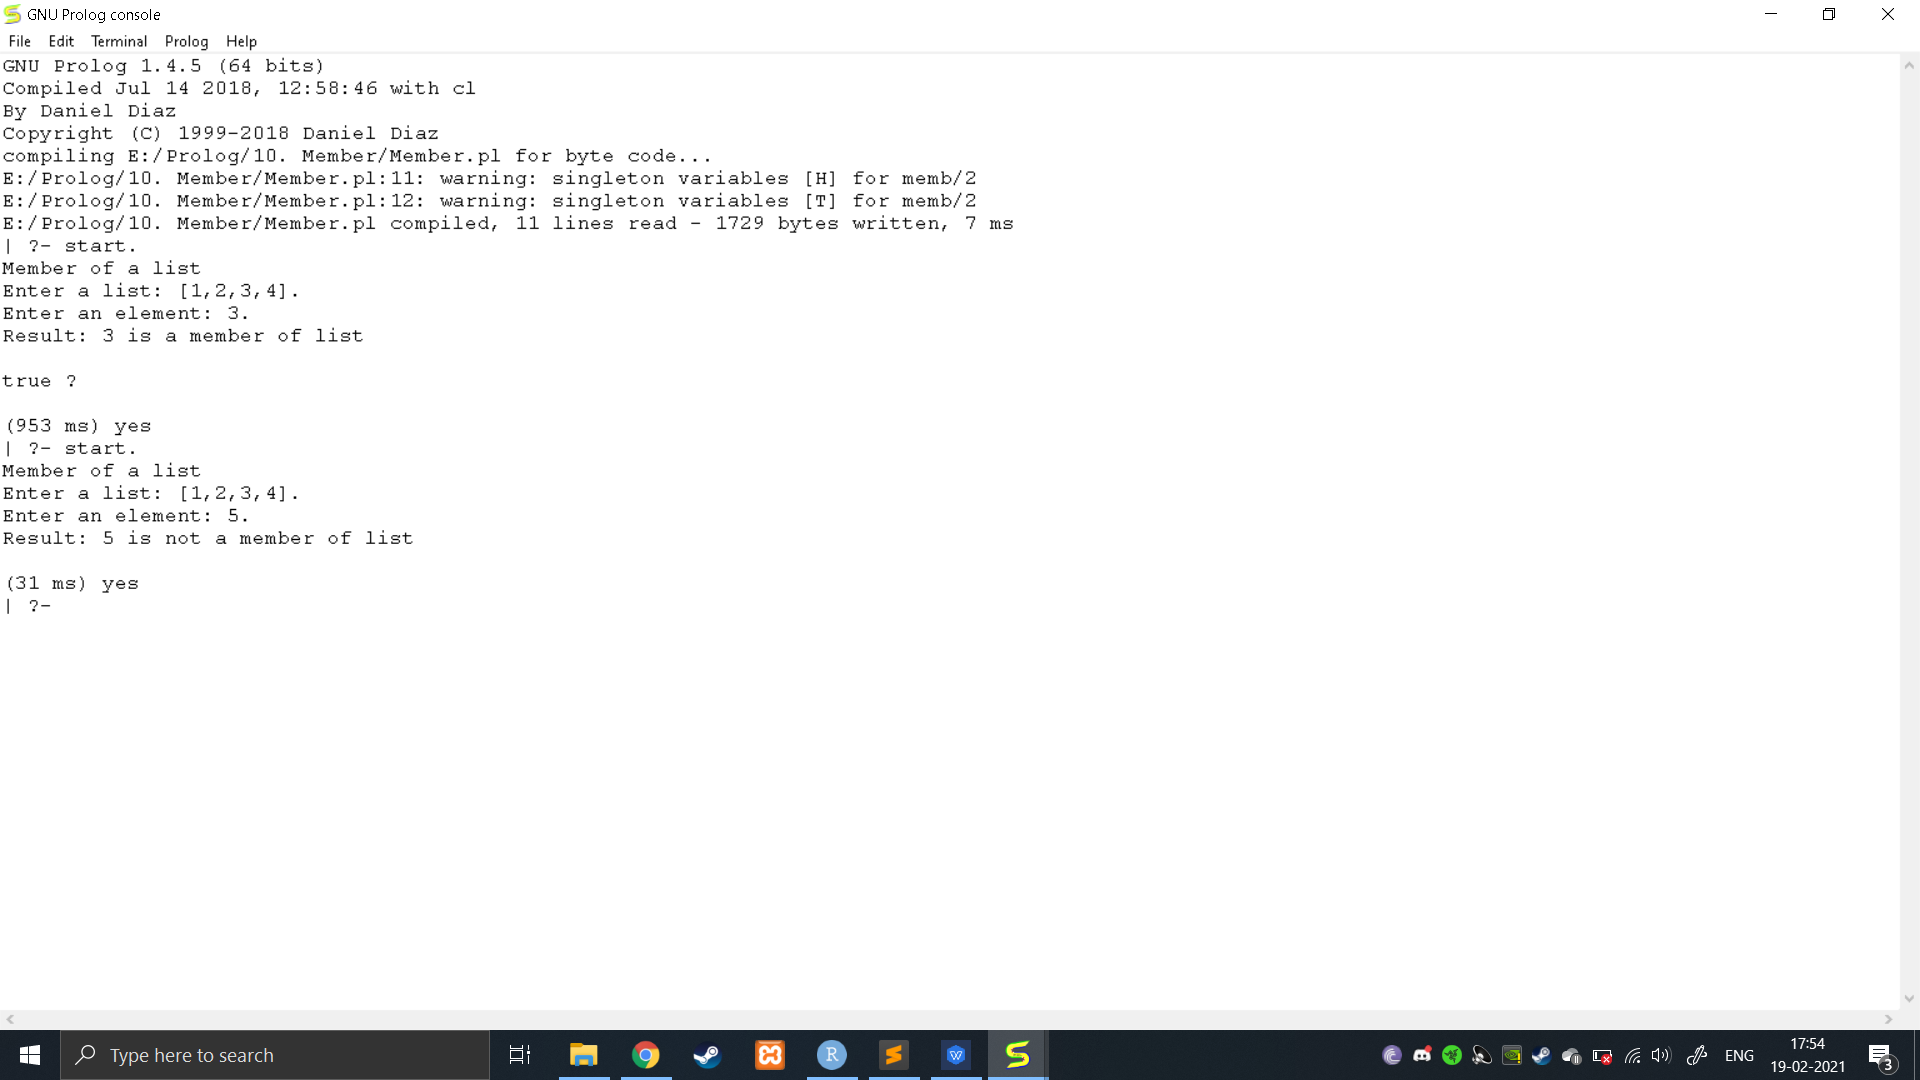 GNU Prolog console
File Edit Terminal Prolog Help
GNU Prolog 1.4.5 (64 bits)
Compiled Jul 14 2018, 12:58:46 with cl
By Daniel Diaz
Copyright (C) 1999-2018 Daniel Diaz
compiling E:/Prolog/10. Member/Member.pl for byte code...
E:/Prolog/10. Member/Member.pl:11: warning: singleton variables [H] for memb/2
E:/Prolog/10. Member/Member.pl:12: warning: singleton variables [T] for memb/2
E:/Prolog/10. Member/Member.pl compiled, 11 lines read - 1729 bytes written, 7 ms
| ?- start.
Member of a list
Enter a list: [1,2,3,4].
Enter an element: 3.
Result: 3 is a member of list
true ?
(953 ms) yes
| ?- start.
Member of a list
Enter a list: [1,2,3,4].
Enter an element: 5.
Result: 5 is not a member of list
(31 ms) yes
| ?-
Type here to search
R
W
ENG
17:54
19-02-2021
3